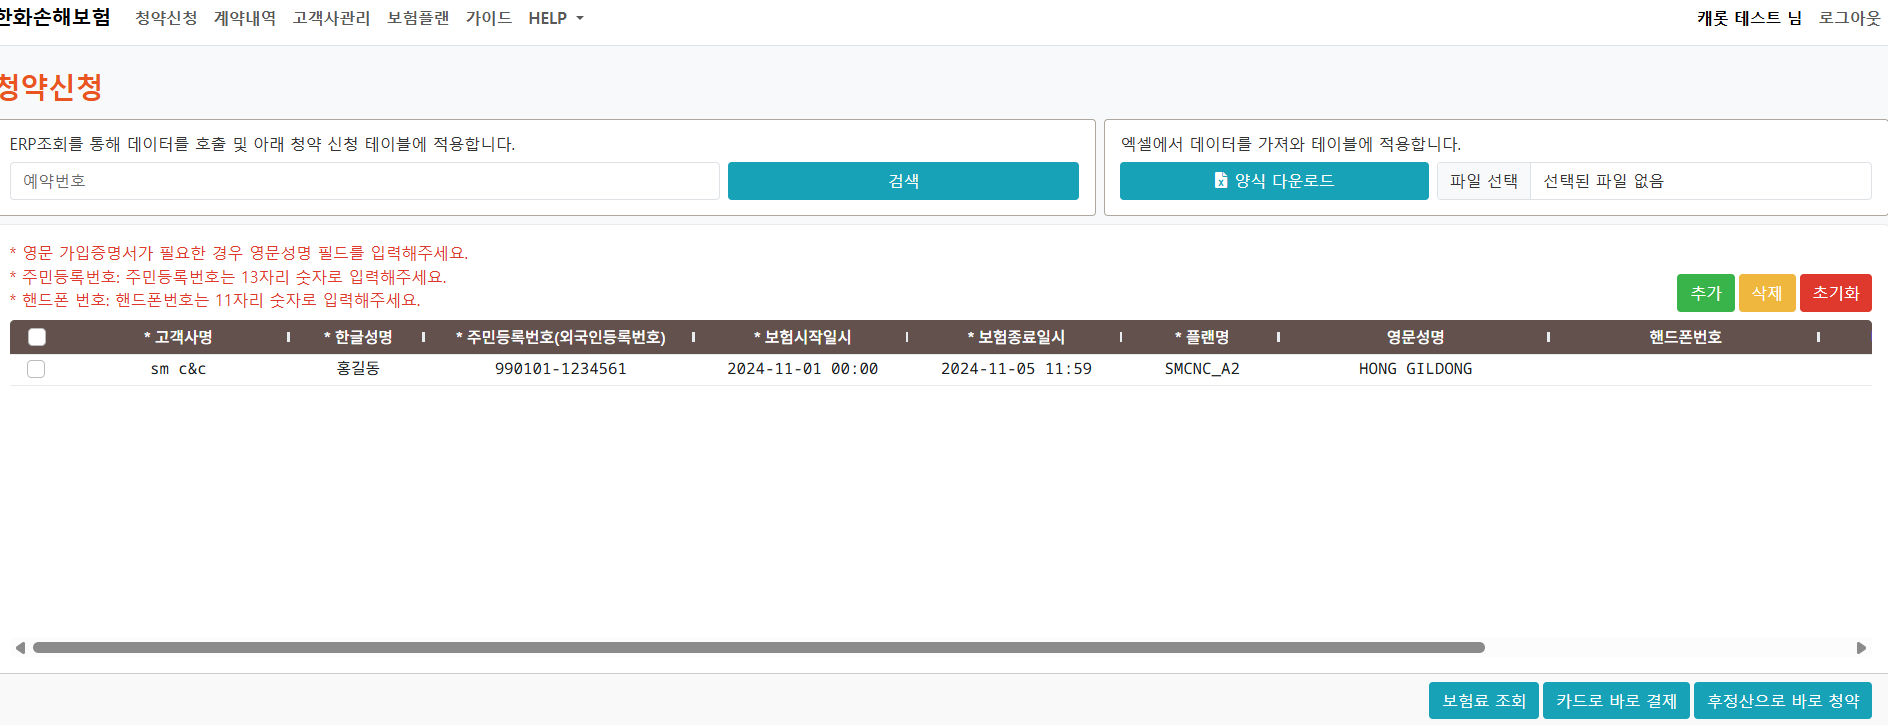 한화손해보험 청약신청 계약내역 고객사관리 보험플랜 가이드 HELP 캐롯 테스트 님 로그아웃
청약신청
ERP조회를 통해 데이터를 호출 및 아래 청약 신청 테이블에 적용합니다.
예약번호 검색
엑셀에서 데이터를 가져와 테이블에 적용합니다.
양식 다운로드 파일 선택 선택된 파일 없음
* 영문 가입증명서가 필요한 경우 영문성명 필드를 입력해주세요.
* 주민등록번호: 주민등록번호는 13자리 숫자로 입력해주세요.
* 핸드폰 번호: 핸드폰번호는 11자리 숫자로 입력해주세요.
추가 삭제 초기화
* 고객사명 * 한글성명 * 주민등록번호(외국인등록번호) * 보험시작일시 * 보험종료일시 * 플랜명 영문성명 핸드폰번호
sm c&c 홍길동 990101-1234561 2024-11-01 00:00 2024-11-05 11:59 SMCNC_A2 HONG GILDONG
보험료 조회 카드로 바로 결제 후정산으로 바로 청약